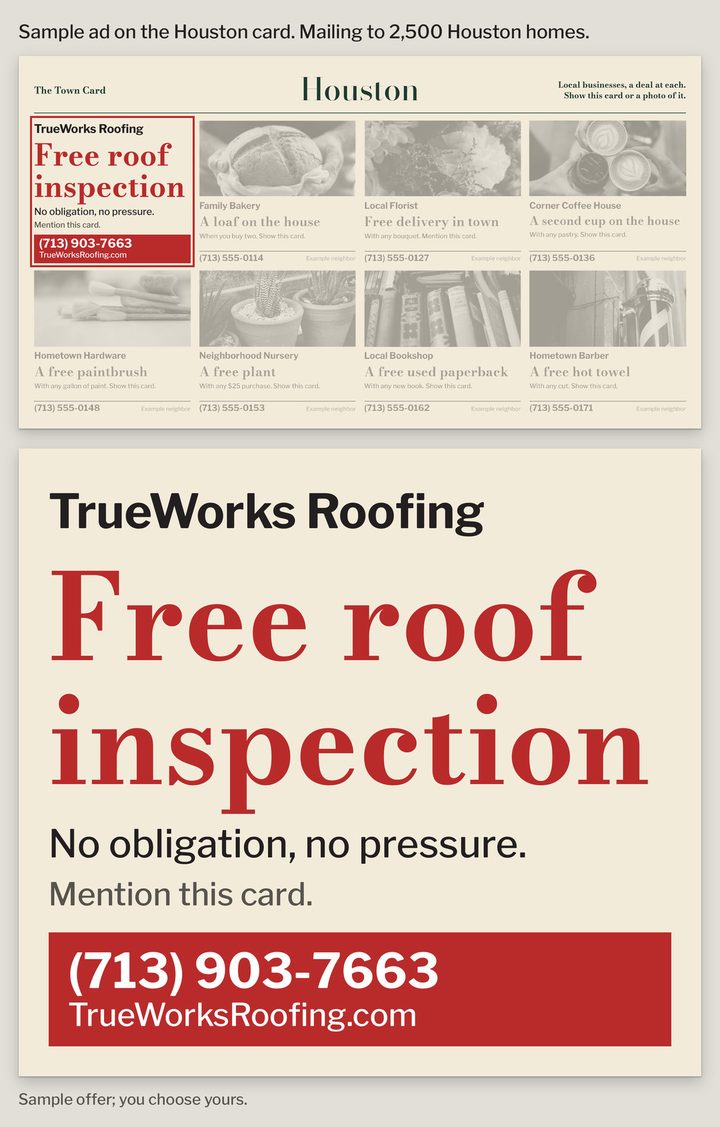 Sample ad on the Houston card. Mailing to 2,500 Houston homes.
The Town Card
Houston
Local businesses, a deal at each.
Show this card or a photo of it.
TrueWorks Roofing
Free roof
inspection
No obligation, no pressure.
Mention this card.
(713) 903-7663
TrueWorksRoofing.com
Family Bakery
A loaf on the house
When you buy two. Show this card.
(713) 555-0114
Local Florist
Free delivery in town
With any bouquet. Mention this card.
(713) 555-0127
Example neighbor
Corner Coffee House
A second cup on the house
With any pastry. Show this card.
(713) 555-0136
Example neighbor
Hometown Hardware
A free paintbrush
With any gallon of paint. Show this card.
(713) 555-0148
Example neighbor
Neighborhood Nursery
A free plant
With any $25 purchase. Show this card.
(713) 555-0153
Example neighbor
Local Bookshop
A free used paperback
With any new book. Show this card.
(713) 555-0162
Example neighbor
Hometown Barber
A free hot towel
With any cut. Show this card.
(713) 555-0171
Example neighbor
TrueWorks Roofing
Free roof
inspection
No obligation, no pressure.
Mention this card.
(713) 903-7663
TrueWorksRoofing.com
Sample offer; you choose yours.